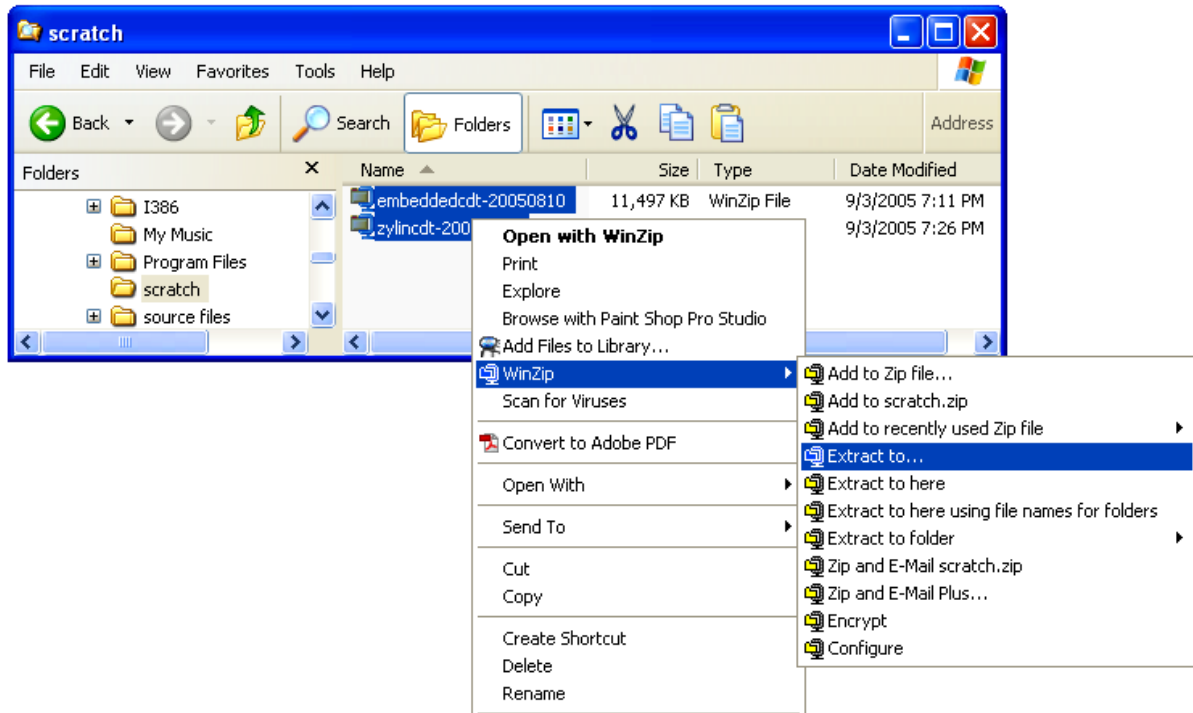 scratch
File Edit View Favorites Tools Help
Back Search Folders Address
Folders X Name Size Type Date Modified
I386
My Music
Program Files
scratch
source files
embeddedcdt-20050810 11,497 KB WinZip File 9/3/2005 7:11 PM
zylincdt-200 9/3/2005 7:26 PM
Open with WinZip
Print
Explore
Browse with Paint Shop Pro Studio
Add Files to Library...
WinZip
Scan for Viruses
Convert to Adobe PDF
Open With
Send To
Cut
Copy
Create Shortcut
Delete
Rename
Add to Zip file...
Add to scratch.zip
Add to recently used Zip file
Extract to...
Extract to here
Extract to here using file names for folders
Extract to folder
Zip and E-Mail scratch.zip
Zip and E-Mail Plus...
Encrypt
Configure